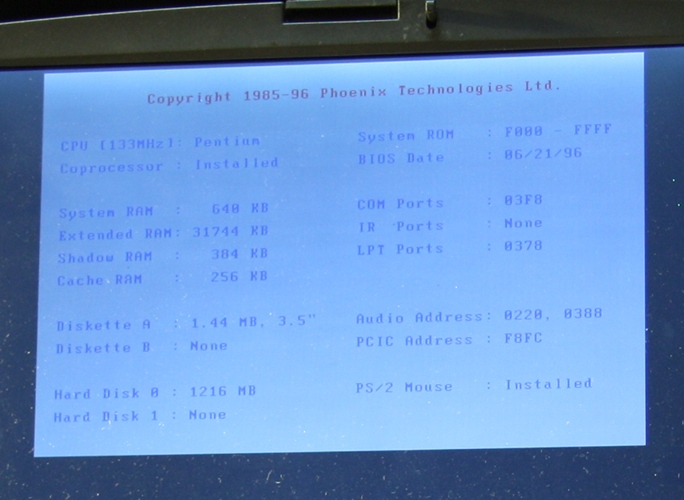 Copyright 1985-96 Phoenix Technologies Ltd.
CPU [133MHz]: Pentium System ROM : F000 - FFFF
Coprocessor : Installed BIOS Date : 06/21/96
System RAM : 640 KB COM Ports : 03F8
Extended RAM: 31744 KB IR Ports : None
Shadow RAM : 384 KB LPT Ports : 0378
Cache RAM : 256 KB
Diskette A : 1.44 MB, 3.5" Audio Address: 0220, 0388
Diskette B : None PCIC Address : F8FC
Hard Disk 0 : 1216 MB PS/2 Mouse : Installed
Hard Disk 1 : None